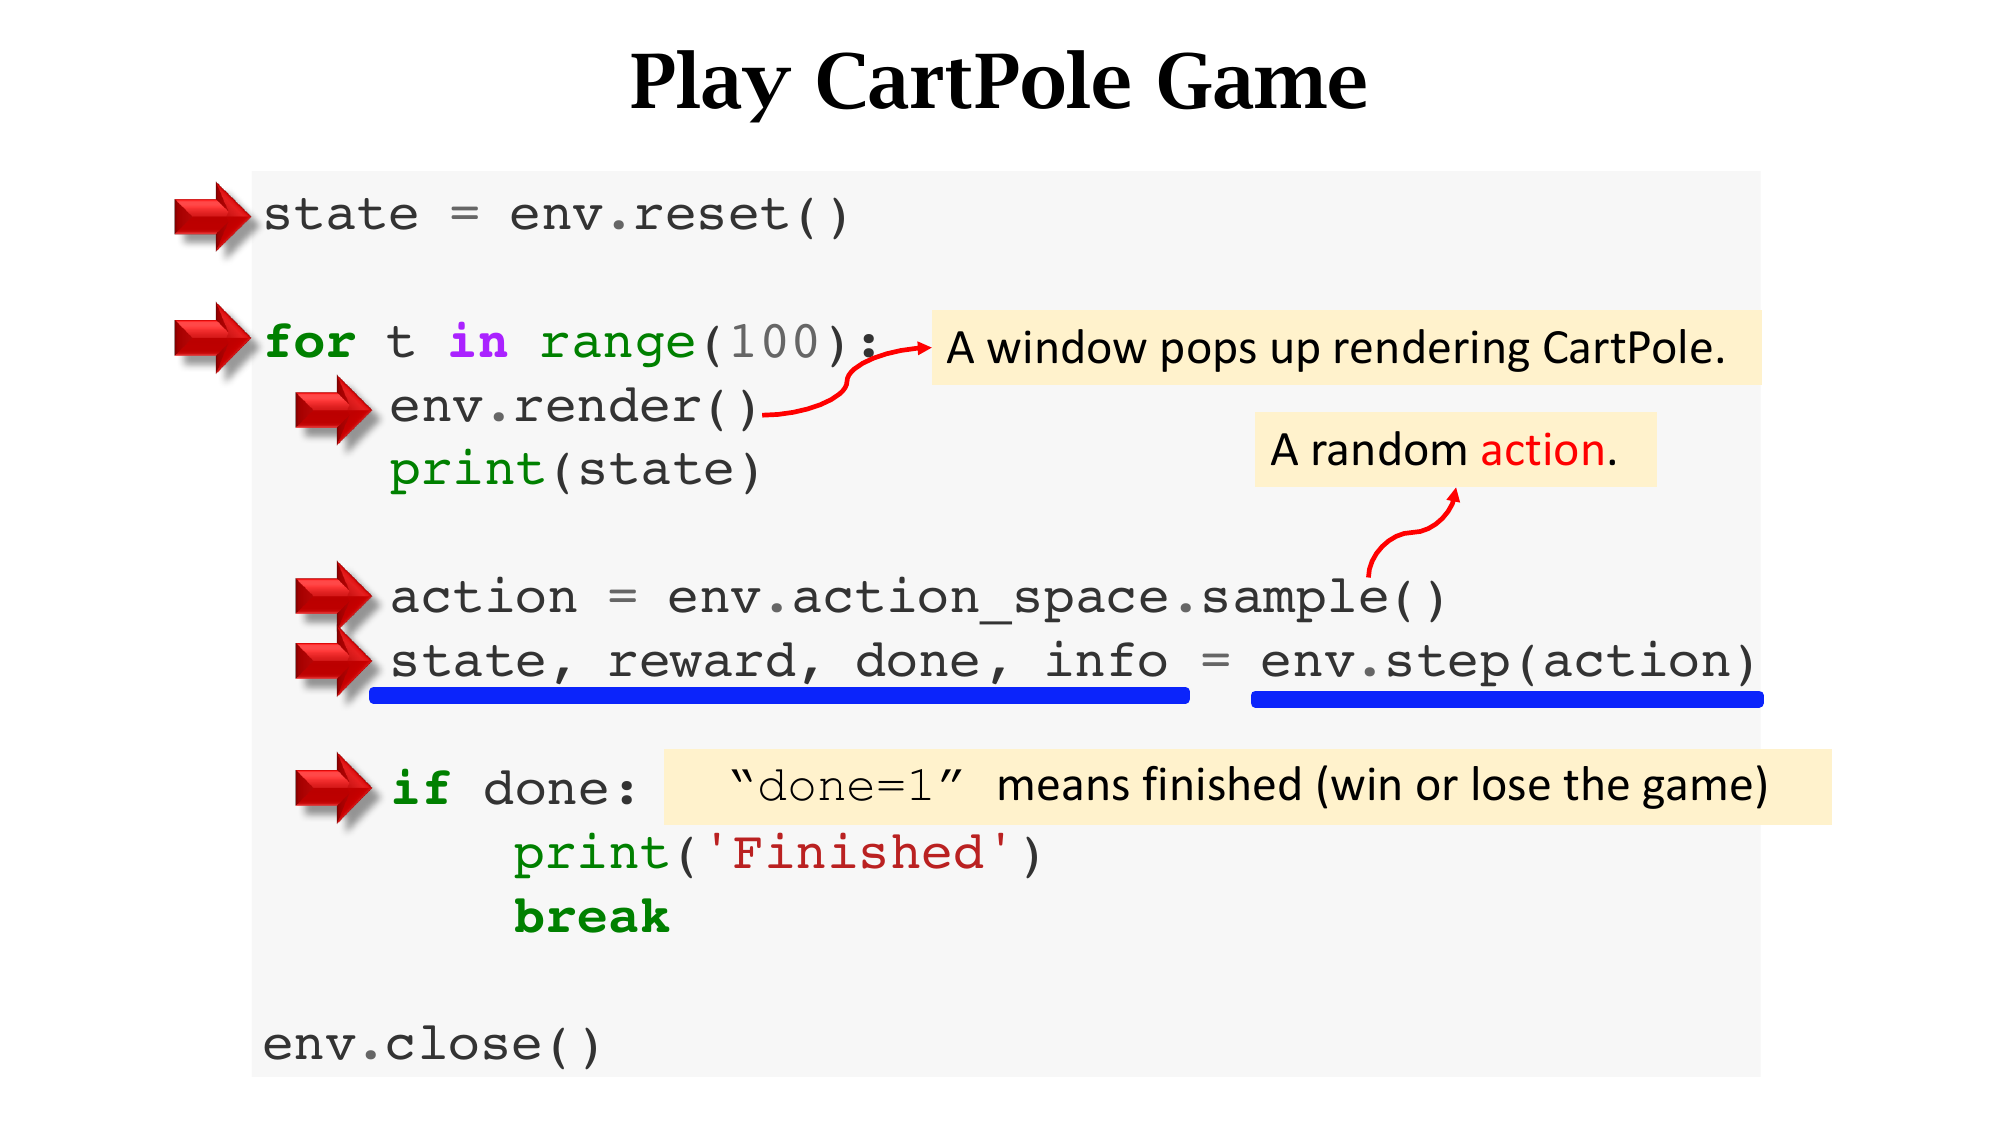 Play CartPole Game
state = env.reset()
for t in range(100):
A window pops up rendering CartPole.
env.render()
print(state)
A random action.
action = env.action_space.sample()
state, reward, done, info = env.step(action)
if done:
“done=1” means finished (win or lose the game)
print('Finished')
break
env.close()